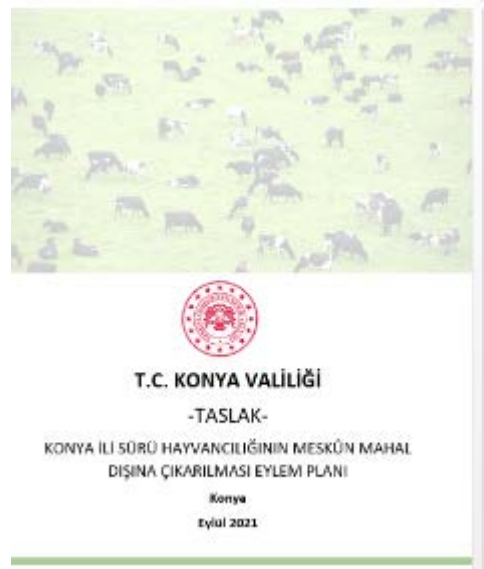 T.C. KONYA VALİLİĞİ
-TASLAK-
KONYA İLİ SÜRÜ HAYVANCILIĞININ MESKÛN MAHAL
DIŞINA ÇIKARILMASI EYLEM PLANI
Konya
Eylül 2021